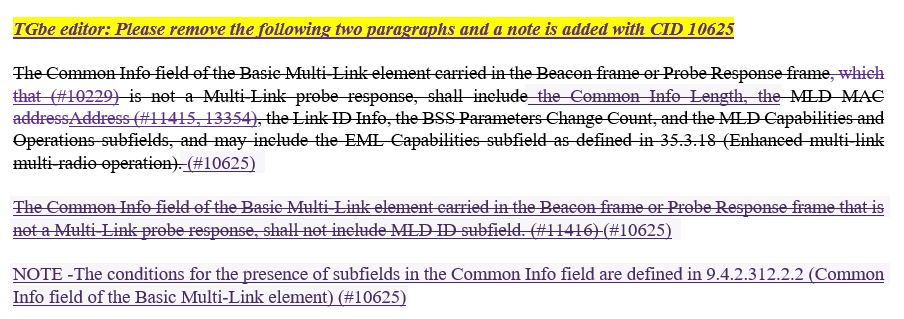 TGbe editor: Please remove the following two paragraphs and a note is added with CID 10625
The Common Info field of the Basic Multi-Link element carried in the Beacon frame or Probe Response frame, which
that (#10229) is not a Multi-Link probe response, shall include the Common Info Length, the MLD MAC
addressAddress (#11415, 13354), the Link ID Info, the BSS Parameters Change Count, and the MLD Capabilities and
Operations subfields, and may include the EML Capabilities subfield as defined in 35.3.18 (Enhanced multi-link
multi-radio operation). (#10625)
The Common Info field of the Basic Multi-Link element carried in the Beacon frame or Probe Response frame that is
not a Multi-Link probe response, shall not include MLD ID subfield. (#11416) (#10625)
NOTE -The conditions for the presence of subfields in the Common Info field are defined in 9.4.2.312.2.2 (Common
Info field of the Basic Multi-Link element) (#10625)